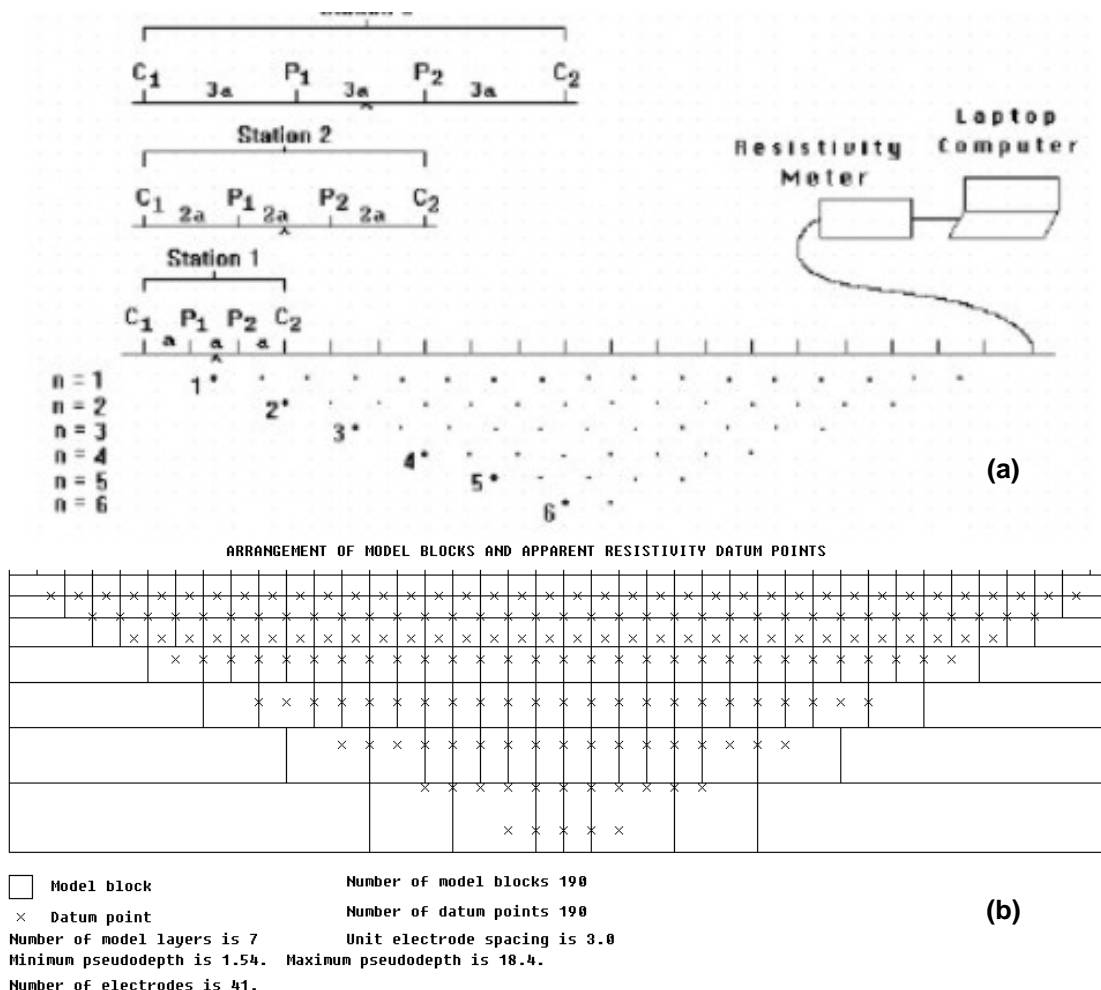 C1 P1 P2 C2
3a 3a 3a
Station 2
Laptop
Resistivity Computer
Meter
C1 P1 P2 C2
2a 2a 2a
Station 1
C1 P1 P2 C2
a a a
n = 1 1
n = 2 2
n = 3 3
n = 4 4
n = 5 5
n = 6 6
(a)
ARRANGEMENT OF MODEL BLOCKS AND APPARENT RESISTIVITY DATUM POINTS
Model block Number of model blocks 190
× Datum point Number of datum points 190
(b)
Number of model layers is 7 Unit electrode spacing is 3.0
Minimum pseudodepth is 1.54. Maximum pseudodepth is 18.4.
Number of electrodes is 41.